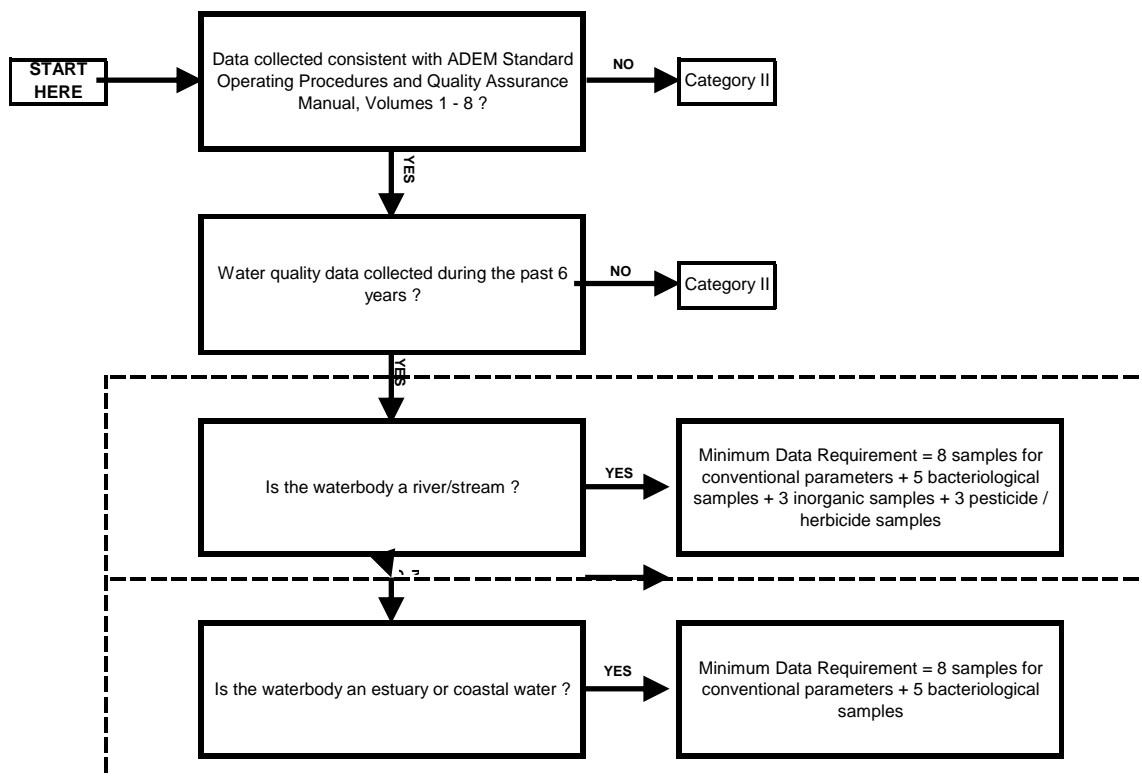 START
HERE
Data collected consistent with ADEM Standard
Operating Procedures and Quality Assurance
Manual, Volumes 1 - 8 ?
NO
Category II
YES
Water quality data collected during the past 6
years ?
NO
Category II
YES
Is the waterbody a river/stream ?
YES
Minimum Data Requirement = 8 samples for
conventional parameters + 5 bacteriological
samples + 3 inorganic samples + 3 pesticide /
herbicide samples
Is the waterbody an estuary or coastal water ?
YES
Minimum Data Requirement = 8 samples for
conventional parameters + 5 bacteriological
samples